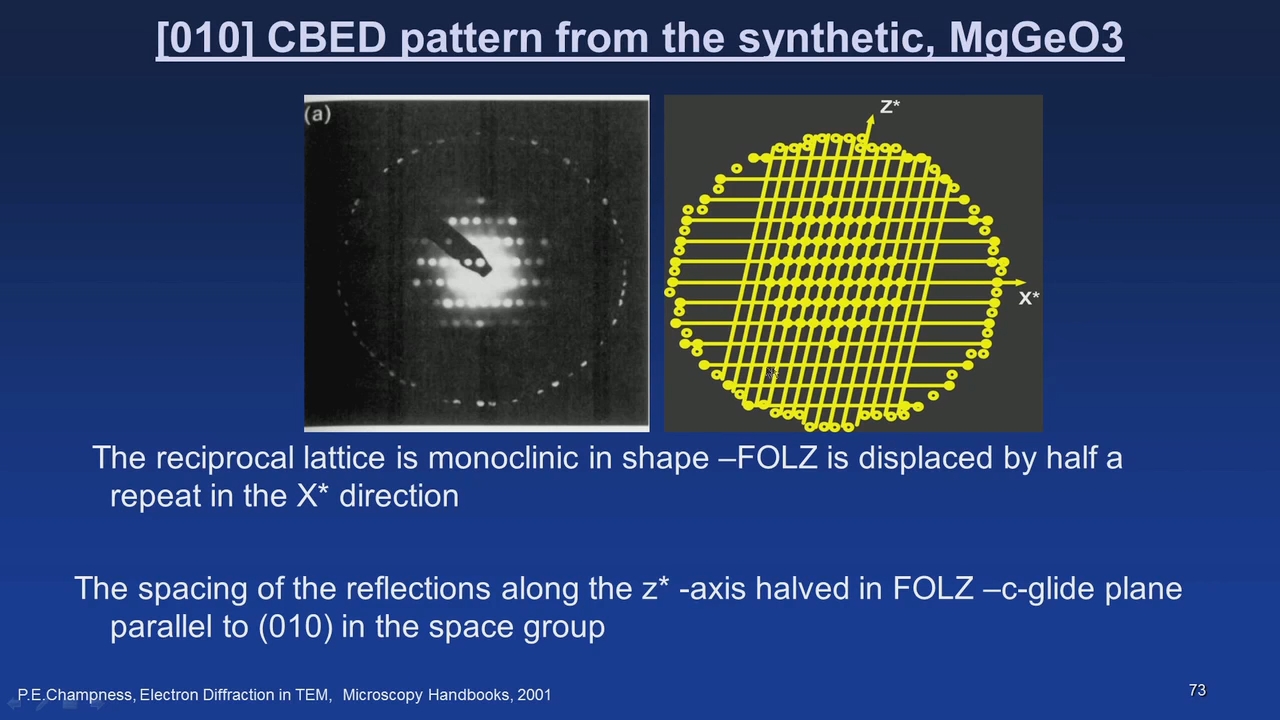 [010] CBED pattern from the synthetic, MgGeO3
(a)
Z*
X*
The reciprocal lattice is monoclinic in shape –FOLZ is displaced by half a
repeat in the X* direction
The spacing of the reflections along the z* -axis halved in FOLZ –c-glide plane
parallel to (010) in the space group
P.E.Champness, Electron Diffraction in TEM, Microscopy Handbooks, 2001
73